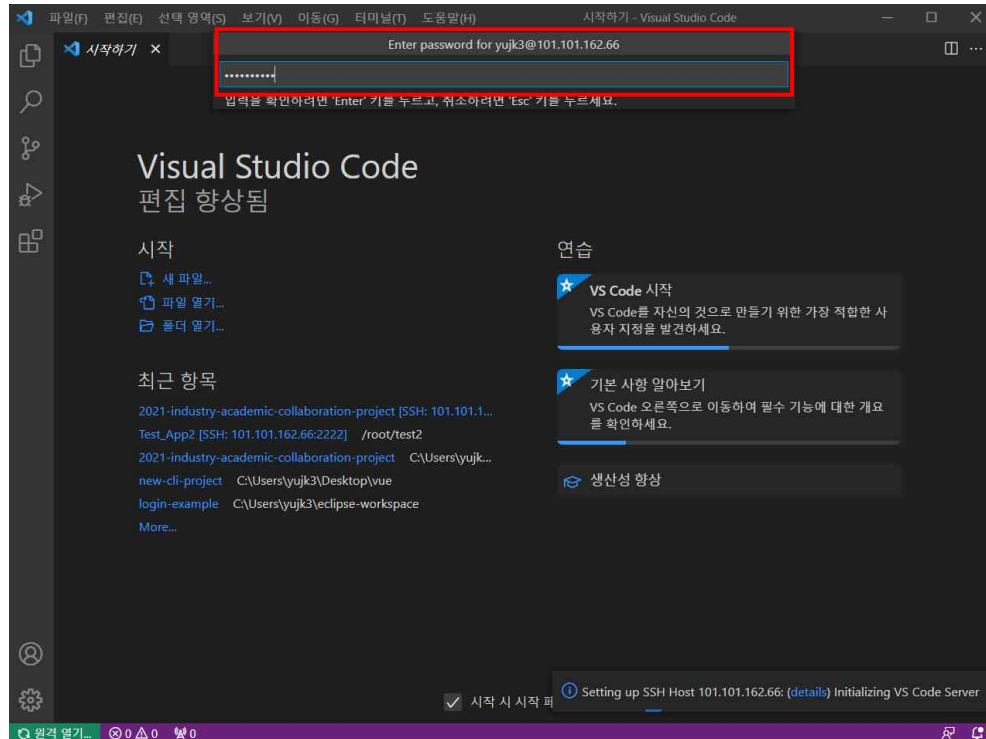 파일(F) 편집(E) 선택 영역(S) 보기(V) 이동(G) 터미널(T) 도움말(H) 시작하기 - Visual Studio Code
시작하기
Enter password for yujk3@101.101.162.66
••••••••••
입력을 확인하려면 'Enter' 키를 누르고, 취소하려면 'Esc' 키를 누르세요.
Visual Studio Code
편집 향상됨
시작
새 파일...
파일 열기...
폴더 열기...
최근 항목
2021-industry-academic-collaboration-project [SSH: 101.101.1...
Test_App2 [SSH: 101.101.162.66:2222] /root/test2
2021-industry-academic-collaboration-project C:\Users\yujk...
new-cli-project C:\Users\yujk3\Desktop\vue
login-example C:\Users\yujk3\eclipse-workspace
More...
연습
VS Code 시작
VS Code를 자신의 것으로 만들기 위한 가장 적합한 사
용자 지정을 발견하세요.
기본 사항 알아보기
VS Code 오른쪽으로 이동하여 필수 기능에 대한 개요
를 확인하세요.
생산성 향상
시작 시 시작 페
Setting up SSH Host 101.101.162.66: (details) Initializing VS Code Server
원격 열기... 0 0 0